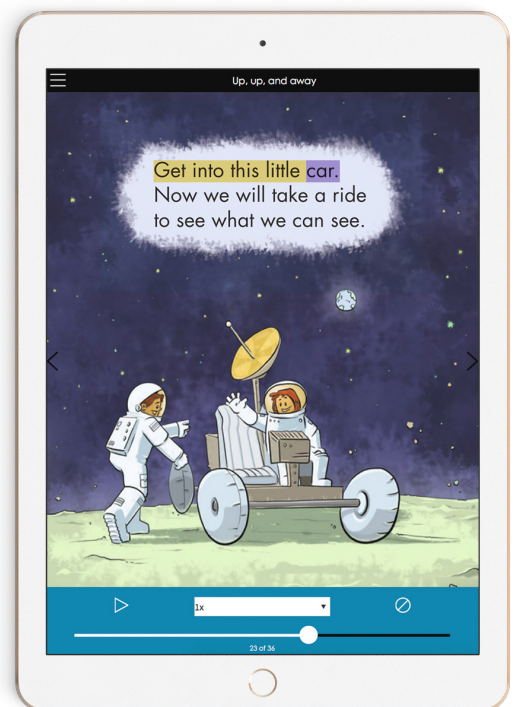 Up, up, and away
Get into this little car.
Now we will take a ride
to see what we can see.
1x
23 of 36